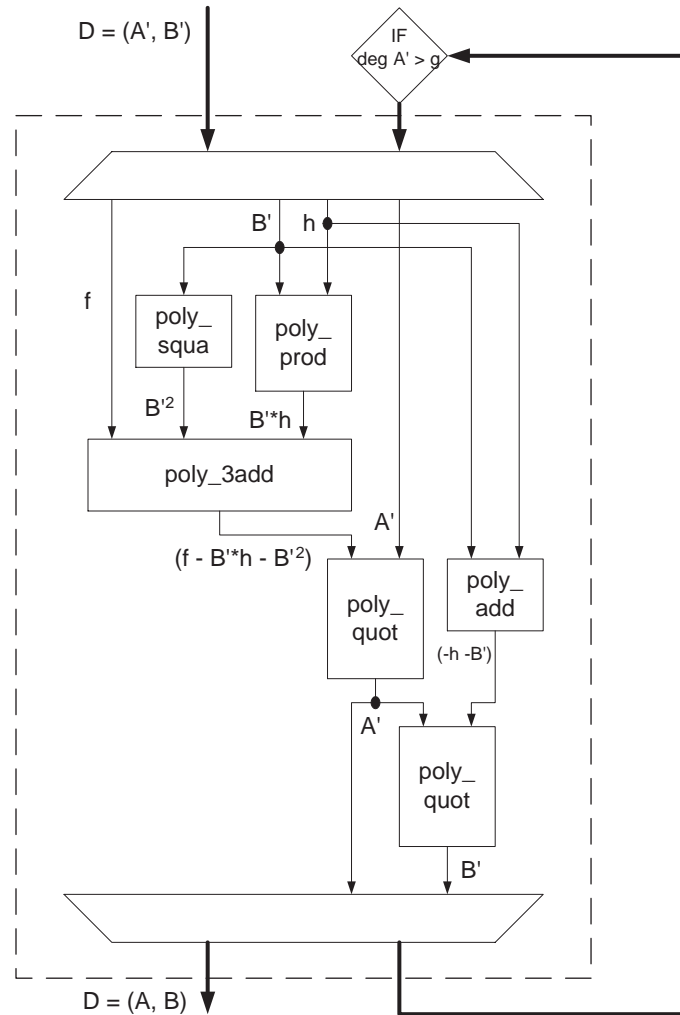 D = (A', B')
IF
deg A' > g
B'
h
f
poly_
squa
poly_
prod
B'²
B'*h
poly_3add
A'
(f - B'*h - B'²)
poly_
quot
poly_
add
(-h -B')
A'
poly_
quot
B'
D = (A, B)